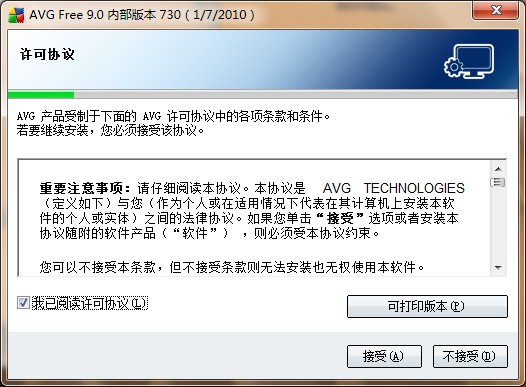 AVG Free 9.0 内部版本 730 ( 1/7/2010 )
许可协议
AVG 产品受制于下面的 AVG 许可协议中的各项条款和条件。
若要继续安装，您必须接受该协议。
重要注意事项：请仔细阅读本协议。本协议是 AVG TECHNOLOGIES
（定义如下）与您（作为个人或在适用情况下代表在其计算机上安装本软
件的个人或实体）之间的法律协议。如果您单击“接受”选项或者安装本
协议随附的软件产品（“软件”），则必须受本协议约束。
您可以不接受本条款，但不接受条款则无法安装也无权使用本软件。
我已阅读许可协议(L)
可打印版本(P)
接受(A)
不接受(D)